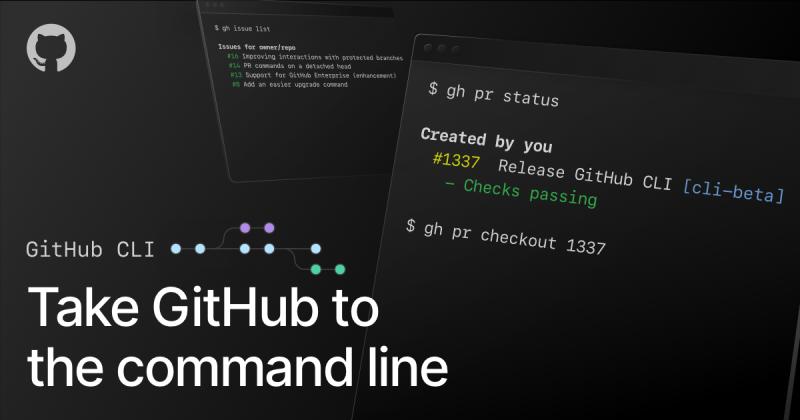 $ gh issue list
Issues for owner/repo
#16 Improving interactions with protected branches
#14 PR commands on a detached head
#13 Support for GitHub Enterprise (enhancement)
#8 Add an easier upgrade command
$ gh pr status
Created by you
#1337 Release GitHub CLI [cli-beta]
- Checks passing
$ gh pr checkout 1337
GitHub CLI
Take GitHub to
the command line